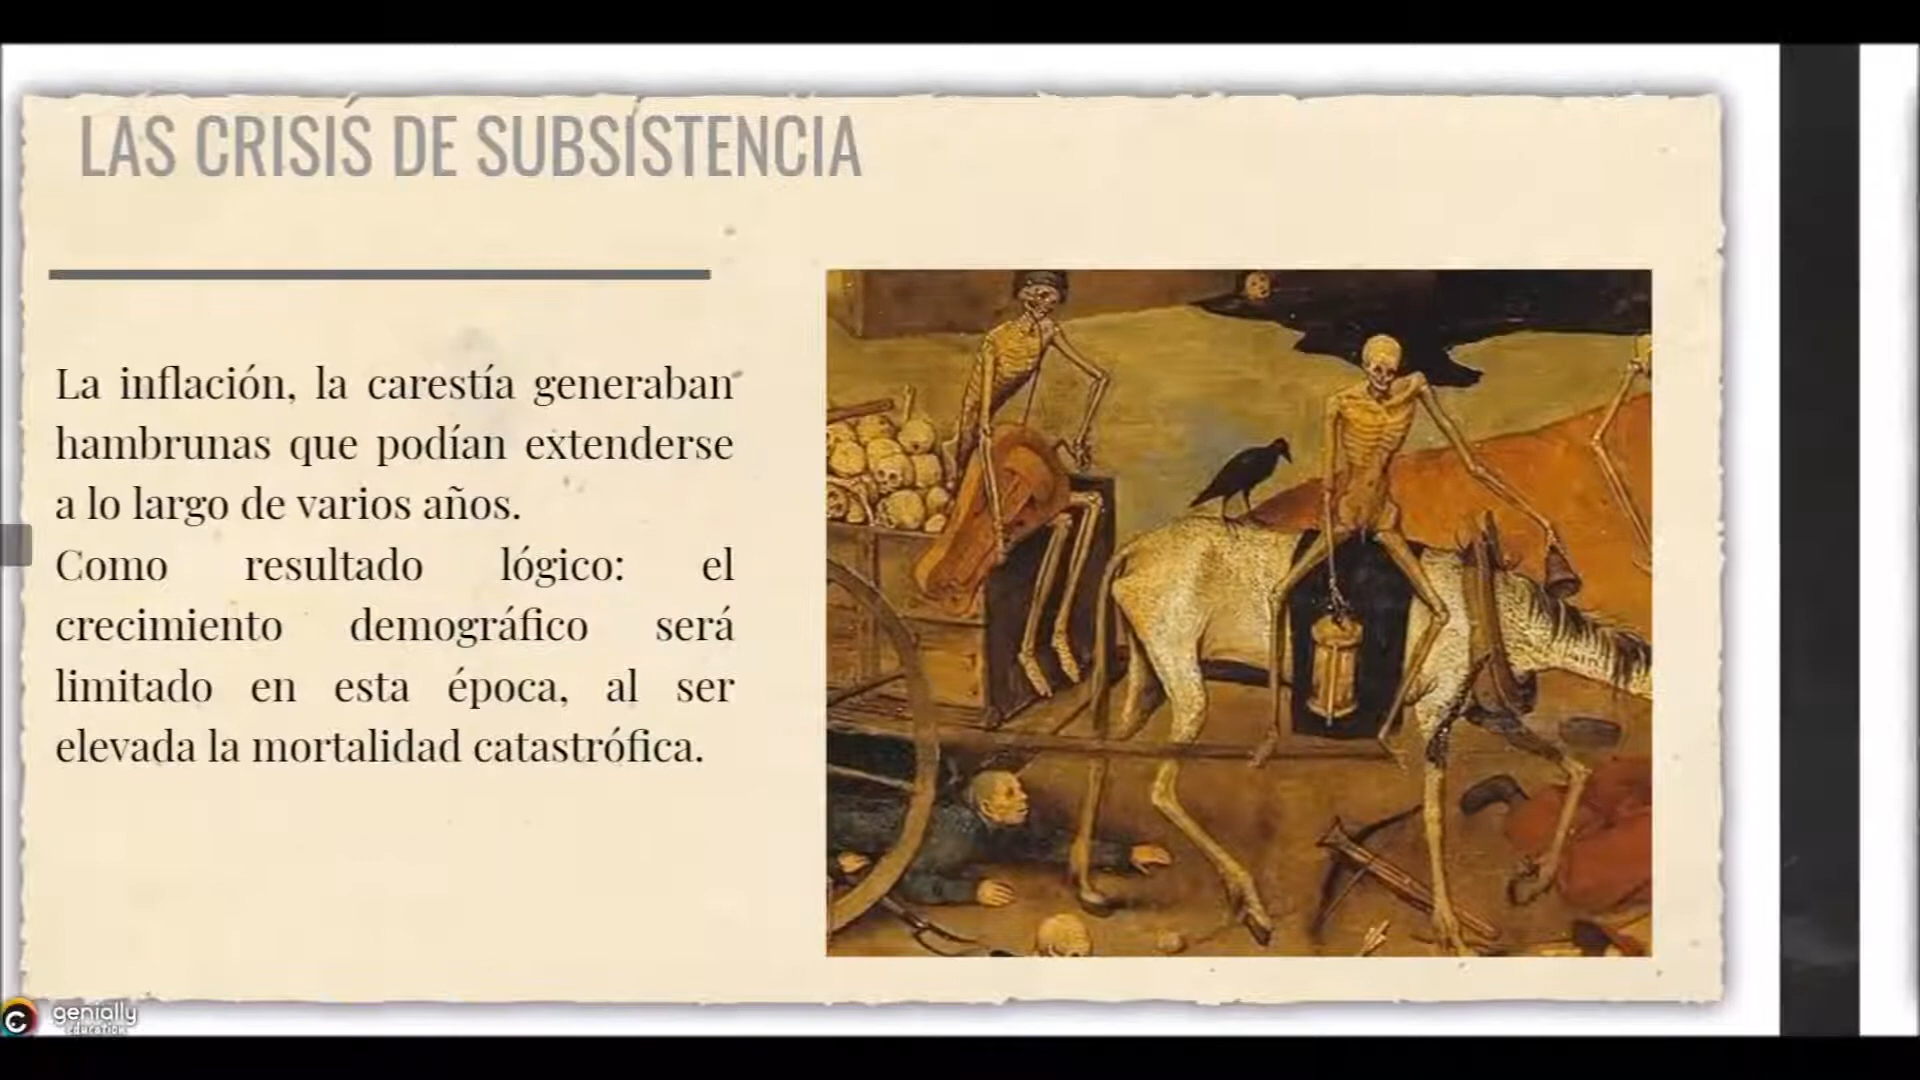 LAS CRISIS DE SUBSISTENCIA
La inflación, la carestía generaban
hambrunas que podían extenderse
a lo largo de varios años.
Como resultado lógico: el
crecimiento demográfico será
limitado en esta época, al ser
elevada la mortalidad catastrófica.
genially
education